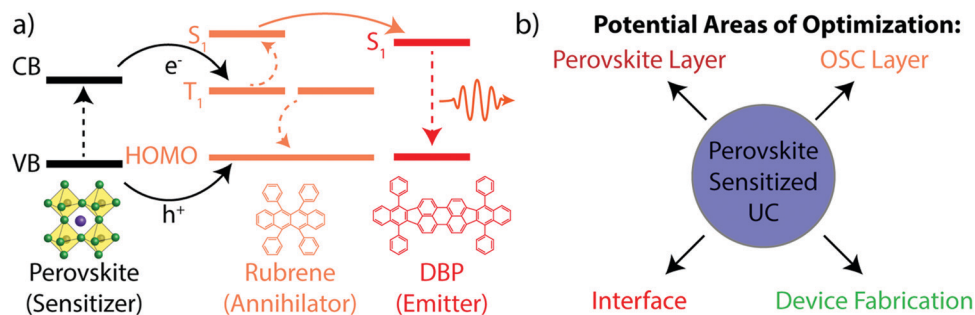 a)
S1
S1
CB
e-
T1
VB
HOMO
h+
Perovskite
(Sensitizer)
Rubrene
(Annihilator)
DBP
(Emitter)
b)
Potential Areas of Optimization:
Perovskite Layer
OSC Layer
Perovskite
Sensitized
UC
Interface
Device Fabrication